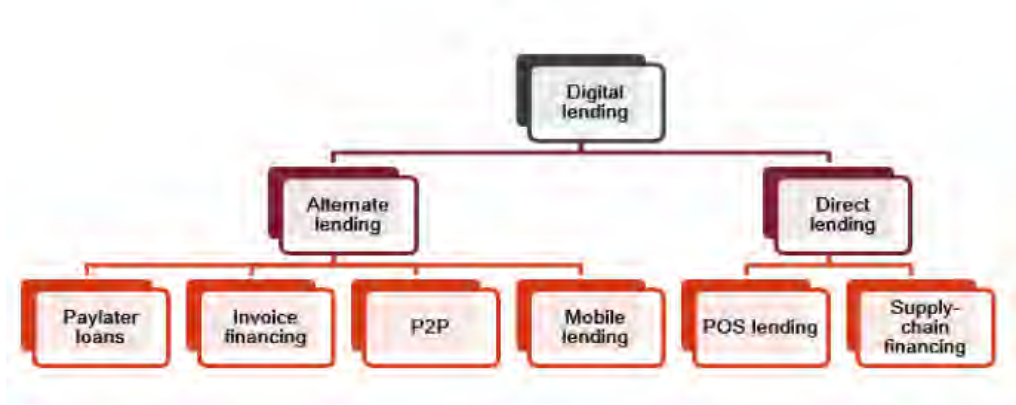 Digital
lending
Alternate
lending
Direct
lending
Paylater
loans
Invoice
financing
P2P
Mobile
lending
POS lending
Supply-
chain
financing